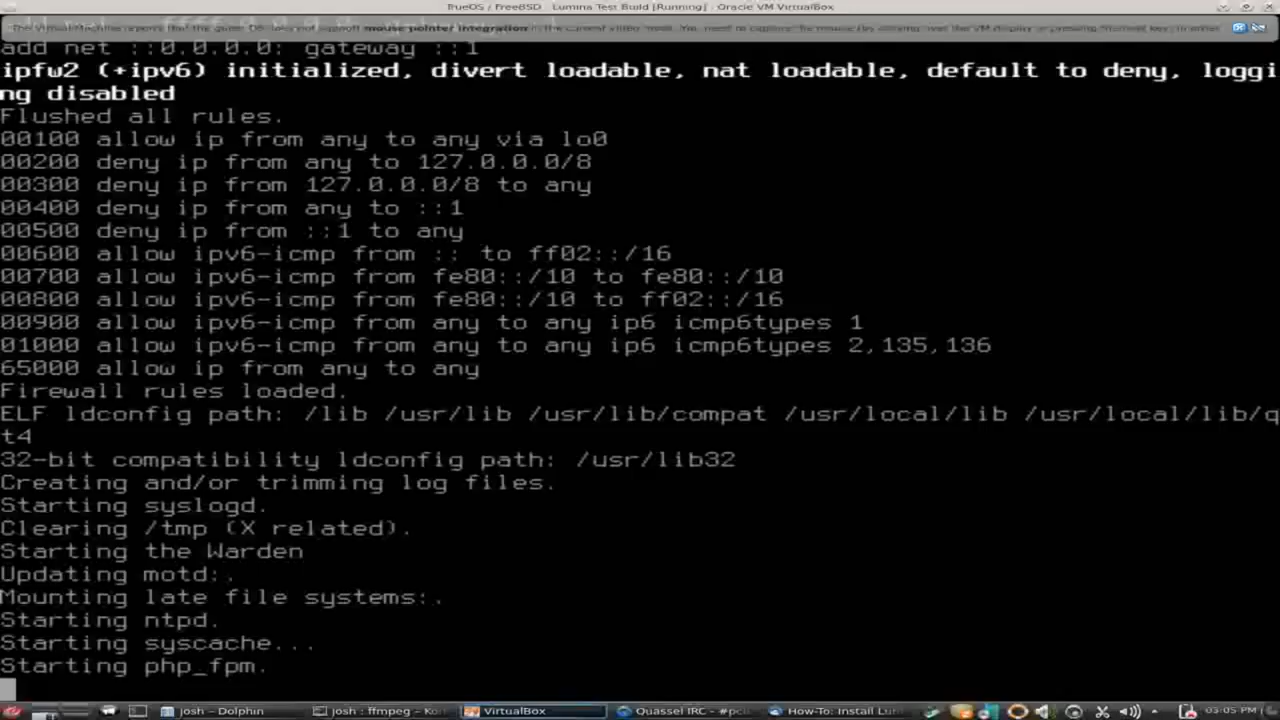 TrueOS / FreeBSD - Lumina Test Build [Running] - Oracle VM VirtualBox
add net ::0.0.0.0: gateway ::1
ipfw2 (+ipv6) initialized, divert loadable, nat loadable, default to deny, loggi
ng disabled
Flushed all rules.
00100 allow ip from any to any via lo0
00200 deny ip from any to 127.0.0.0/8
00300 deny ip from 127.0.0.0/8 to any
00400 deny ip from any to ::1
00500 deny ip from ::1 to any
00600 allow ipv6-icmp from :: to ff02::/16
00700 allow ipv6-icmp from fe80::/10 to fe80::/10
00800 allow ipv6-icmp from fe80::/10 to ff02::/16
00900 allow ipv6-icmp from any to any ip6 icmp6types 1
01000 allow ipv6-icmp from any to any ip6 icmp6types 2,135,136
65000 allow ip from any to any
Firewall rules loaded.
ELF ldconfig path: /lib /usr/lib /usr/lib/compat /usr/local/lib /usr/local/lib/q
t4
32-bit compatibility ldconfig path: /usr/lib32
Creating and/or trimming log files.
Starting syslogd.
Clearing /tmp (X related).
Starting the Warden
Updating motd:.
Mounting late file systems:.
Starting ntpd.
Starting syscache...
Starting php_fpm.
josh - Dolphin josh : ffmpeg - Kon VirtualBox Quassel IRC - #pc How-To: Install Lum 03:05 PM